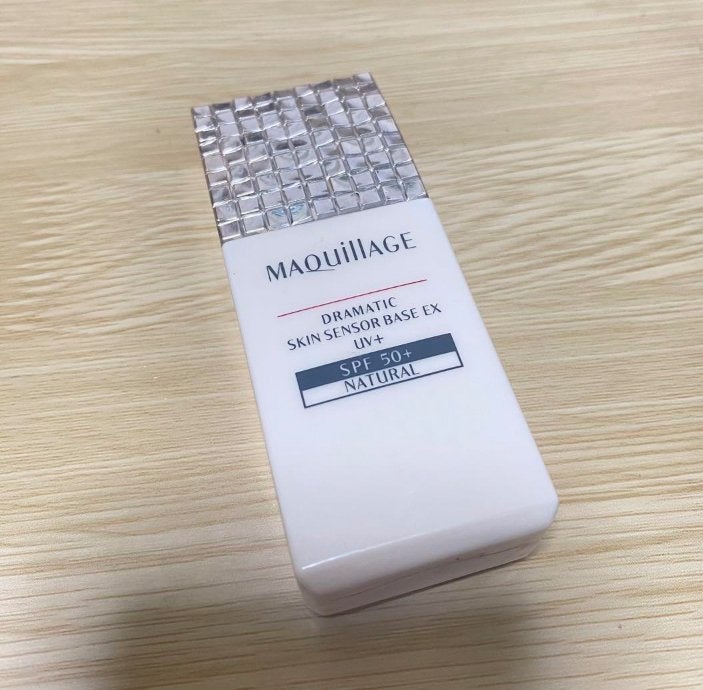 MAQuillAGE
DRAMATIC
SKIN SENSOR BASE EX
UV+
SPF 50+
NATURAL